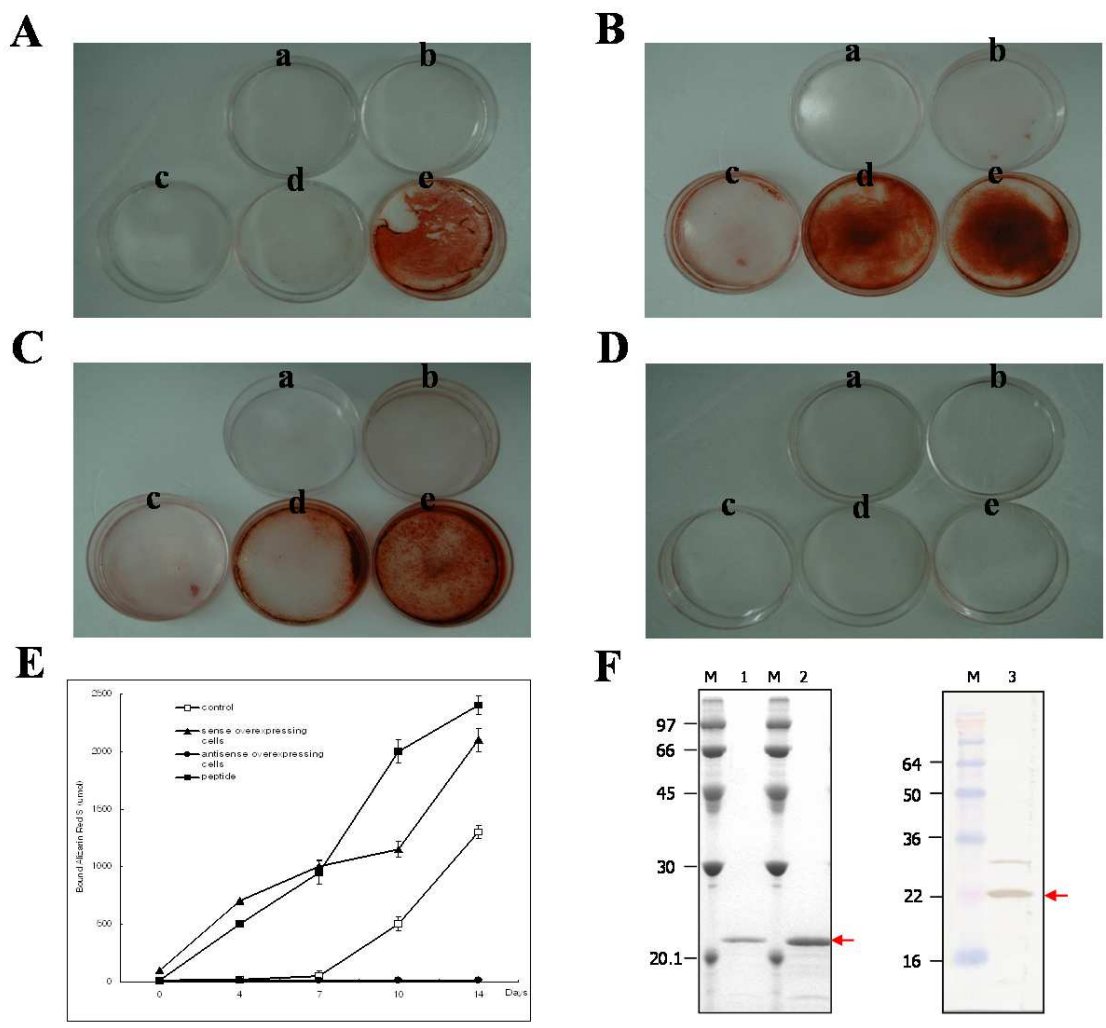 A
a
b
c
d
e
B
a
b
c
d
e
C
a
b
c
d
e
D
a
b
c
d
e
E
Bound Alizarin Red S (umol)
2500
2000
1500
1000
500
0
control
sense overexpressing
cells
antisense overexpressing
cells
peptide
0 4 7 10 14 Days
F
M 1 M 2
97
66
45
30
20.1
M 3
64
50
36
22
16